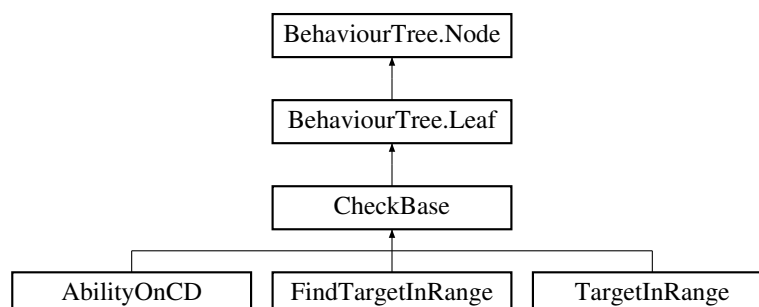 BehaviourTree.Node
BehaviourTree.Leaf
CheckBase
AbilityOnCD FindTargetInRange TargetInRange